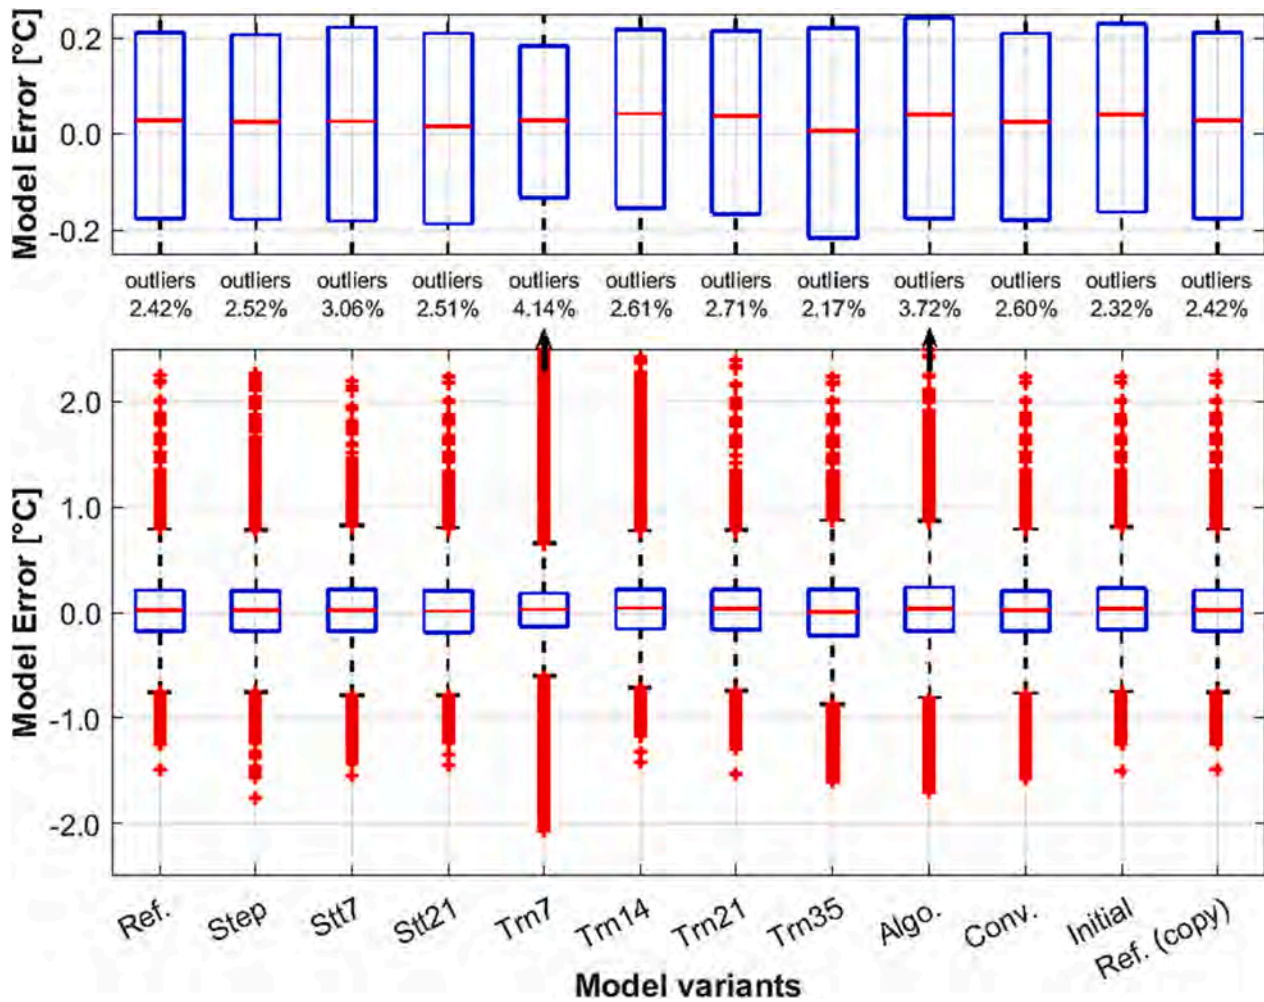 Model Error [°C]
0.2
0.0
-0.2
outliers outliers outliers outliers outliers outliers outliers outliers outliers outliers outliers outliers
2.42% 2.52% 3.06% 2.51% 4.14% 2.61% 2.71% 2.17% 3.72% 2.60% 2.32% 2.42%
Model Error [°C]
2.0
1.0
0.0
-1.0
-2.0
Ref. Step Stt7 Stt21 Trn7 Trn14 Trn21 Trn35 Algo. Conv. Initial Ref. (copy)
Model variants